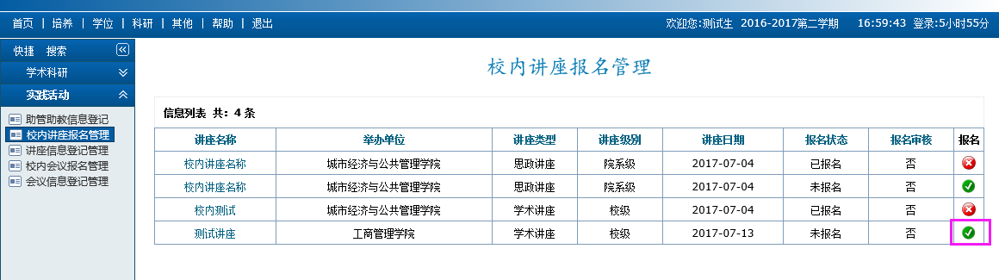 首页 | 培养 | 学位 | 科研 | 其他 | 帮助 | 退出 欢迎您:测试生 2016-2017第二学期 16:59:43 登录:5小时55分
快捷 搜索
学术科研
实践活动
助管助教信息登记
校内讲座报名管理
讲座信息登记管理
校内会议报名管理
会议信息登记管理
校内讲座报名管理
信息列表 共: 4 条
讲座名称 举办单位 讲座类型 讲座级别 讲座日期 报名状态 报名审核 报名
校内讲座名称 城市经济与公共管理学院 思政讲座 院系级 2017-07-04 已报名 否
校内讲座名称 城市经济与公共管理学院 思政讲座 院系级 2017-07-04 未报名 否
校内测试 城市经济与公共管理学院 学术讲座 校级 2017-07-04 已报名 否
测试讲座 工商管理学院 学术讲座 校级 2017-07-13 未报名 否